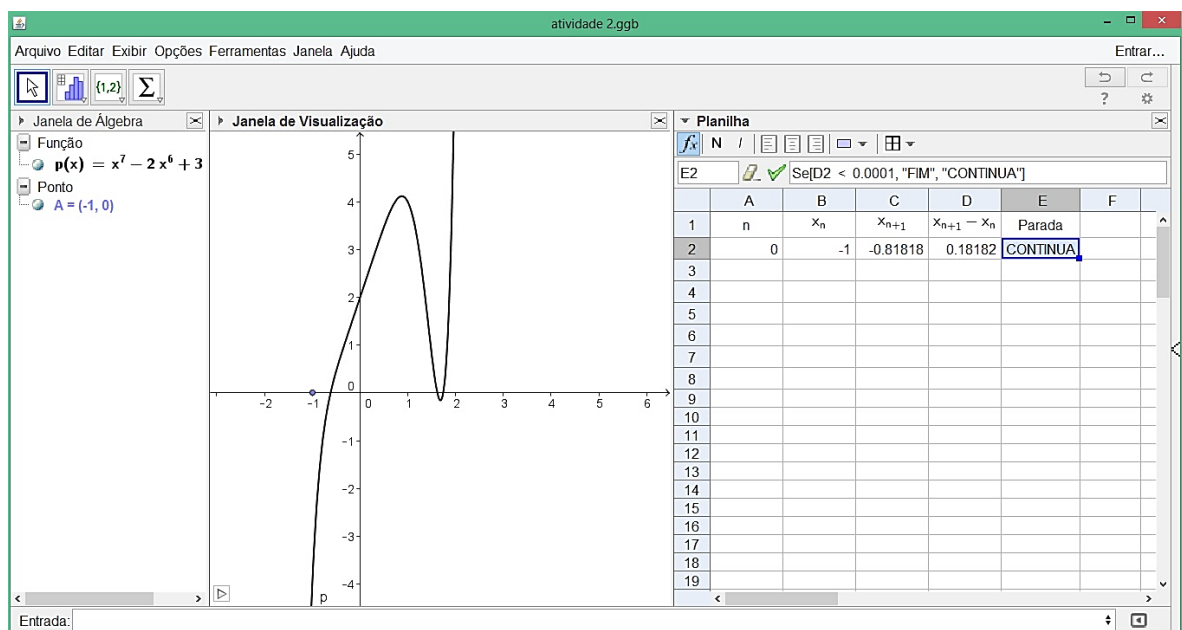 atividade 2.ggb
Arquivo Editar Exibir Opções Ferramentas Janela Ajuda Entrar...
{1,2} Σ ?
Janela de Álgebra
Função
p(x) = x⁷ − 2 x⁶ + 3
Ponto
A = (-1, 0)
Janela de Visualização
5
4
3
2
1
0
-2 -1 0 1 2 3 4 5 6
-1
-2
-3
-4
p
Planilha
fx N I
E2 Se[D2 < 0.0001, "FIM", "CONTINUA"]
A B C D E F
1 n xₙ xₙ₊₁ xₙ₊₁ − xₙ Parada
2 0 -1 -0.81818 0.18182 CONTINUA
3
4
5
6
7
8
9
10
11
12
13
14
15
16
17
18
19
Entrada: